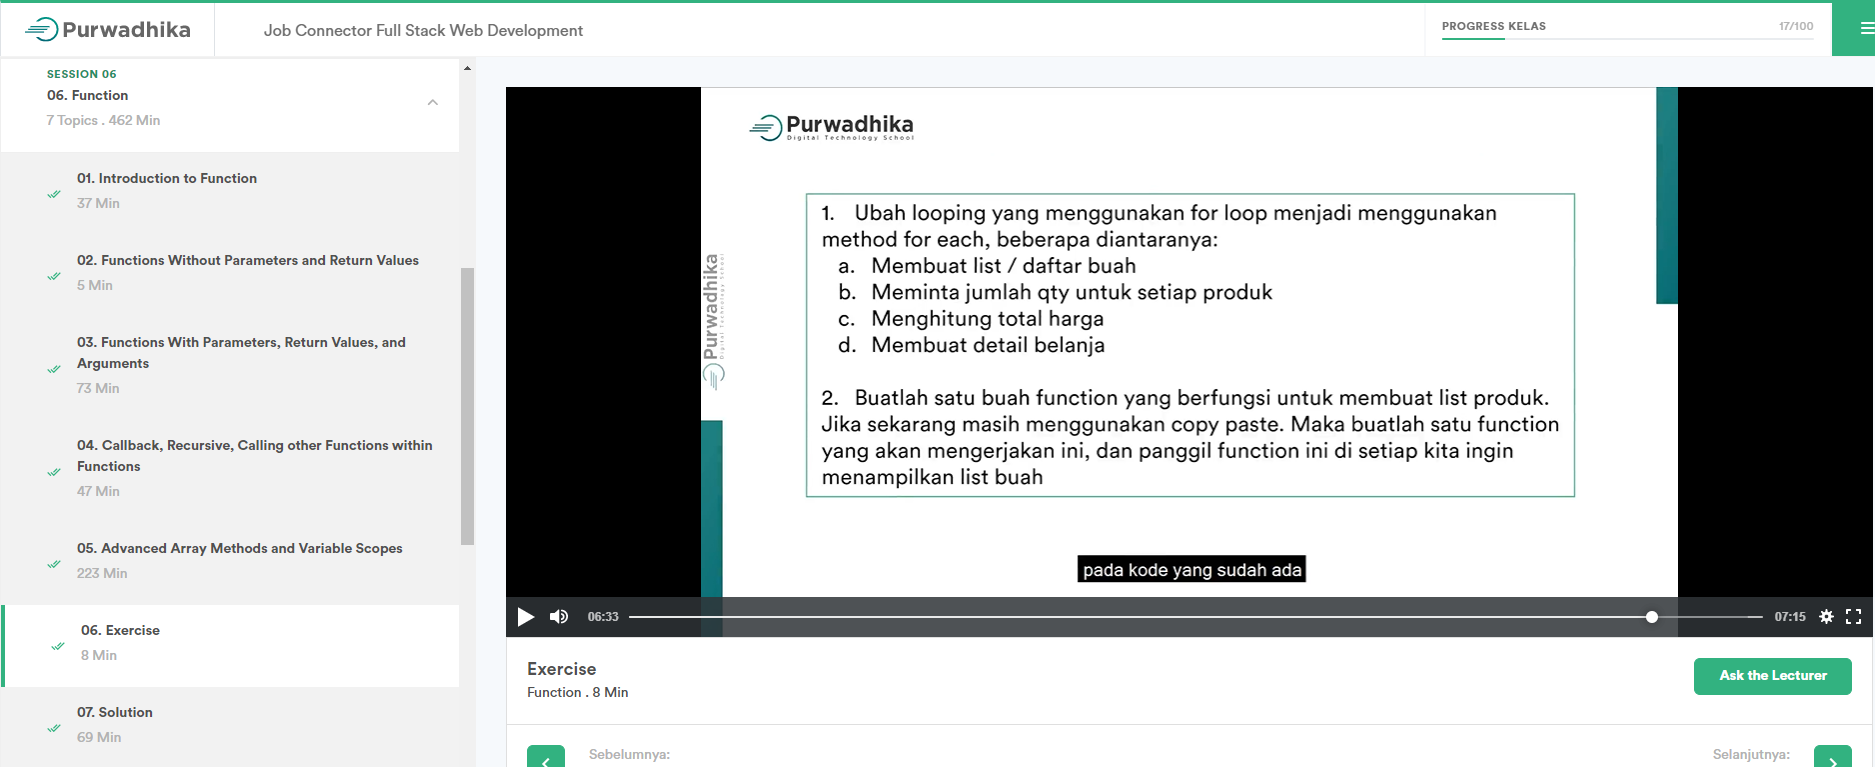 Purwadhika
Job Connector Full Stack Web Development
PROGRESS KELAS
17/100
SESSION 06
06. Function
7 Topics . 462 Min
01. Introduction to Function
37 Min
02. Functions Without Parameters and Return Values
5 Min
03. Functions With Parameters, Return Values, and
Arguments
73 Min
04. Callback, Recursive, Calling other Functions within
Functions
47 Min
05. Advanced Array Methods and Variable Scopes
223 Min
06. Exercise
8 Min
07. Solution
69 Min
Purwadhika
Digital Technology School
Purwadhika
Digital Technology School
1. Ubah looping yang menggunakan for loop menjadi menggunakan
method for each, beberapa diantaranya:
a. Membuat list / daftar buah
b. Meminta jumlah qty untuk setiap produk
c. Menghitung total harga
d. Membuat detail belanja
2. Buatlah satu buah function yang berfungsi untuk membuat list produk.
Jika sekarang masih menggunakan copy paste. Maka buatlah satu function
yang akan mengerjakan ini, dan panggil function ini di setiap kita ingin
menampilkan list buah
pada kode yang sudah ada
06:33
07:15
Exercise
Function . 8 Min
Ask the Lecturer
Sebelumnya:
Selanjutnya: